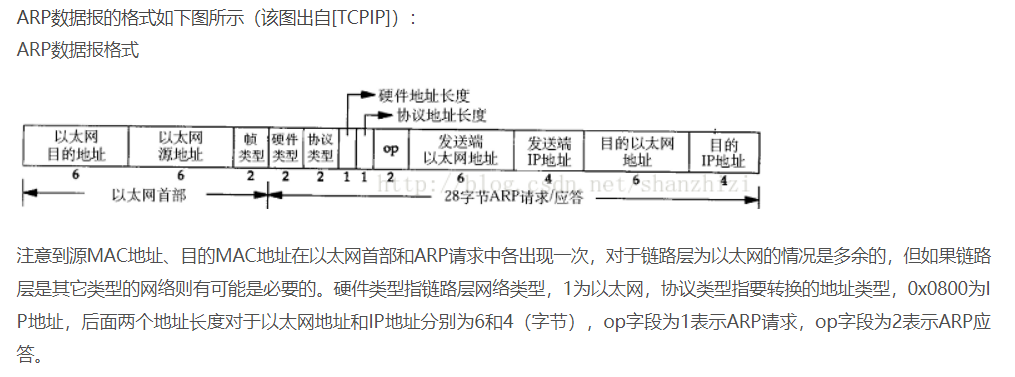 ARP数据报的格式如下图所示（该图出自[TCPIP]）：
ARP数据报格式
硬件地址长度
协议地址长度
以太网
目的地址
以太网
源地址
帧
类型
硬件
类型
协议
类型
op
发送端
以太网地址
发送端
IP地址
目的以太网
地址
目的
IP地址
6
6
2
2
2
1
1
2
6
4
6
4
http://blog.csdn.net/shanzhizi
以太网首部
28字节ARP请求/应答
注意到源MAC地址、目的MAC地址在以太网首部和ARP请求中各出现一次，对于链路层为以太网的情况是多余的，但如果链路
层是其它类型的网络则有可能是必要的。硬件类型指链路层网络类型，1为以太网，协议类型指要转换的地址类型，0x0800为I
P地址，后面两个地址长度对于以太网地址和IP地址分别为6和4（字节），op字段为1表示ARP请求，op字段为2表示ARP应
答。